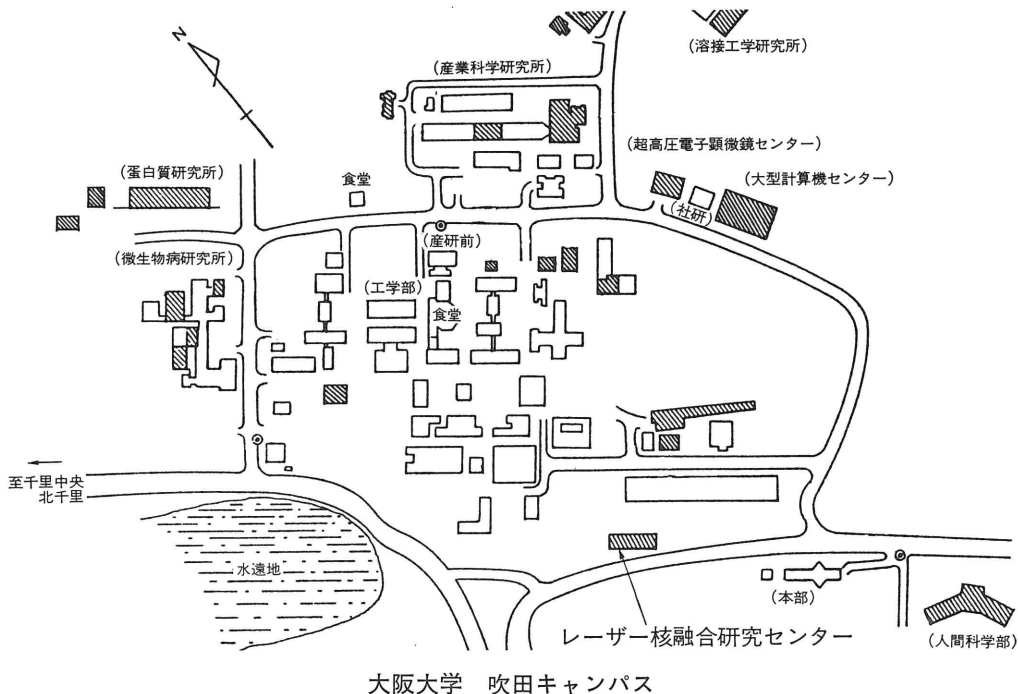 (溶接工学研究所)
N
(産業科学研究所)
(超高圧電子顕微鏡センター)
(蛋白質研究所)
食堂
(大型計算機センター)
(社研)
(産研前)
(微生物病研究所)
(工学部)
食堂
至千里中央
北千里
水遠地
(本部)
レーザー核融合研究センター
(人間科学部)
大阪大学 吹田キャンパス